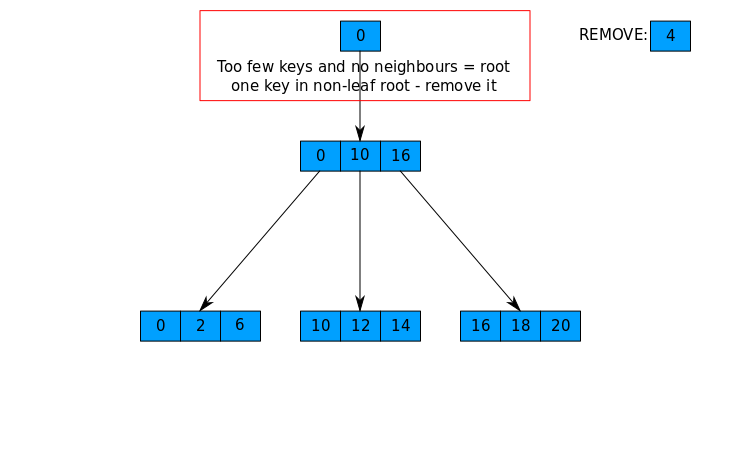 0
REMOVE: 4
Too few keys and no neighbours = root
one key in non-leaf root - remove it
0 10 16
0 2 6
10 12 14
16 18 20